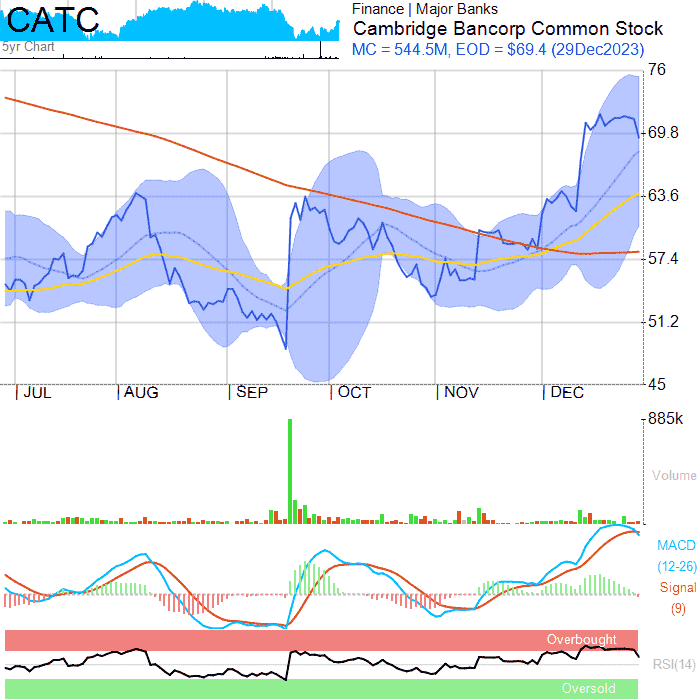 CATC
5yr Chart
Finance | Major Banks
Cambridge Bancorp Common Stock
MC = 544.5M, EOD = $69.4 (29Dec2023)
76
69.8
63.6
57.4
51.2
45
JUL AUG SEP OCT NOV DEC
885k
Volume
MACD
(12-26)
Signal
(9)
Overbought
RSI(14)
Oversold